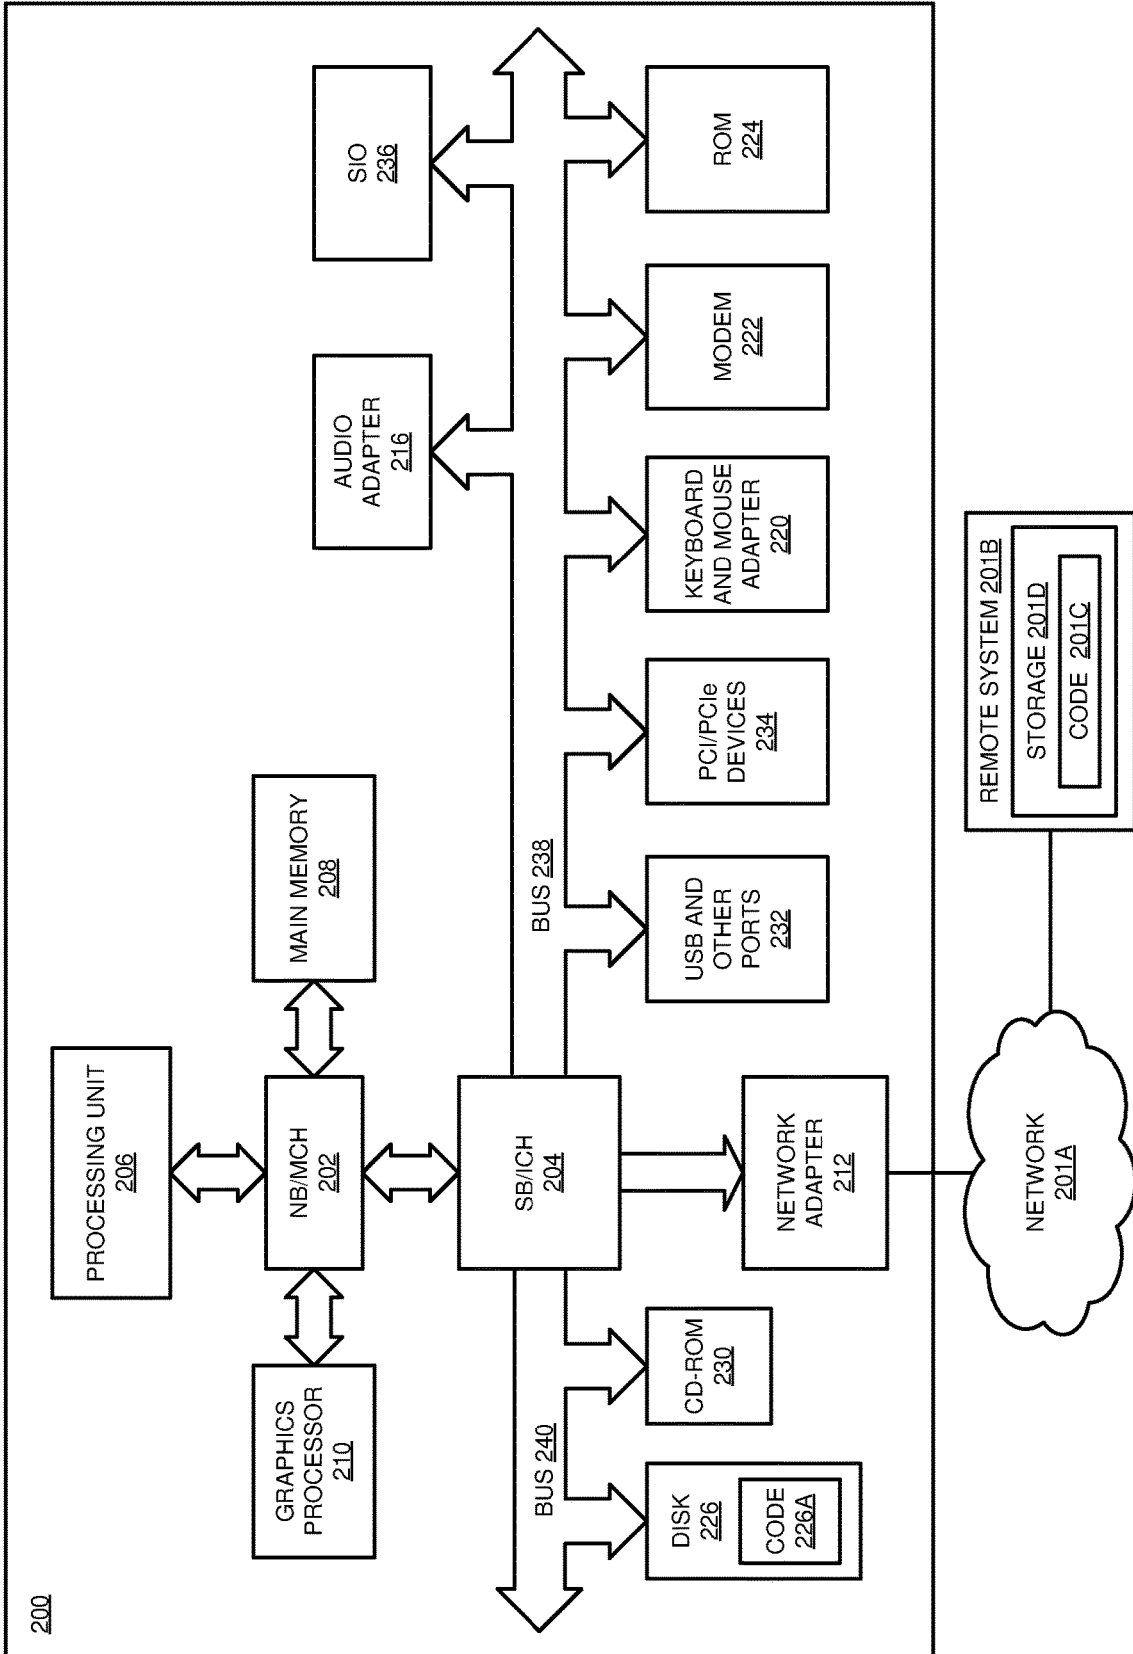 200
PROCESSING UNIT
206
GRAPHICS
PROCESSOR
210
NB/MCH
202
MAIN MEMORY
208
AUDIO
ADAPTER
216
SIO
236
SB/ICH
204
BUS 240
BUS 238
DISK
226
CODE
226A
CD-ROM
230
NETWORK
ADAPTER
212
USB AND
OTHER
PORTS
232
PCI/PCIe
DEVICES
234
KEYBOARD
AND MOUSE
ADAPTER
220
MODEM
222
ROM
224
NETWORK
201A
REMOTE SYSTEM 201B
STORAGE 201D
CODE 201C